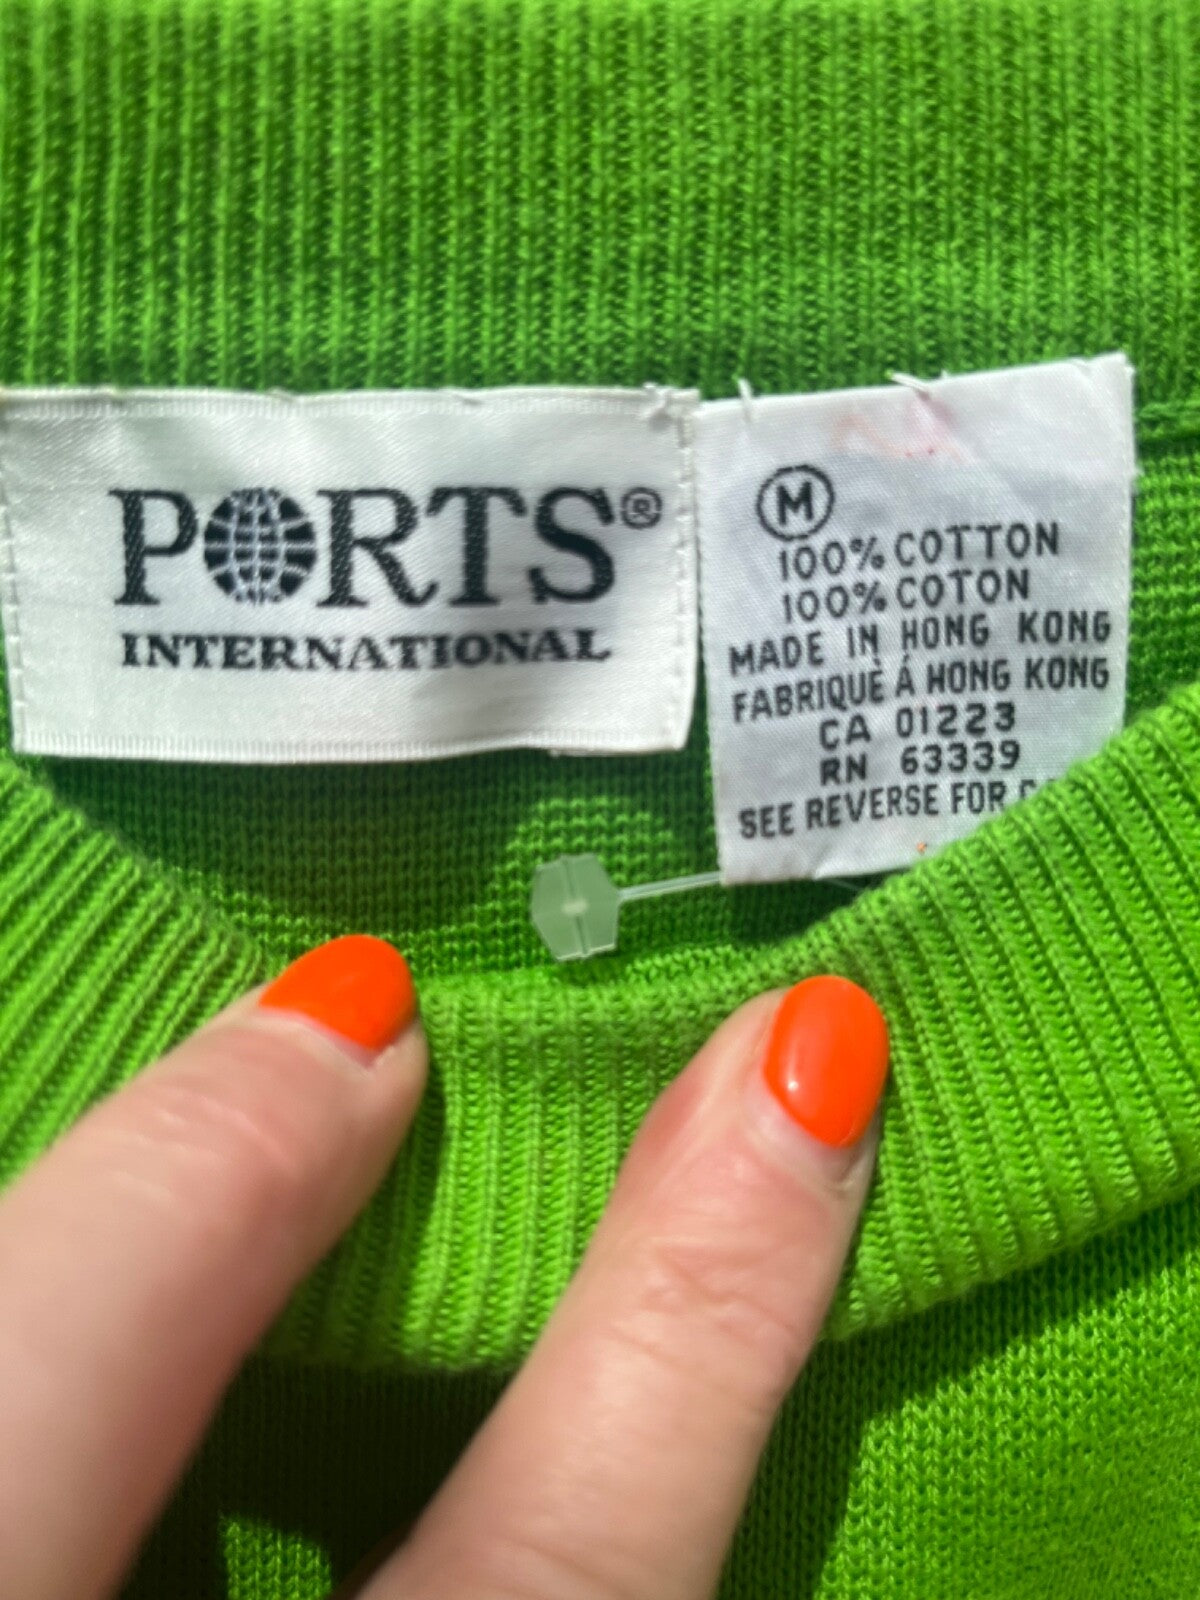 PORTS®
INTERNATIONAL
M
100% COTTON
100% COTON
MADE IN HONG KONG
FABRIQUÉ Á HONG KONG
CA 01223
RN 63339
SEE REVERSE FOR